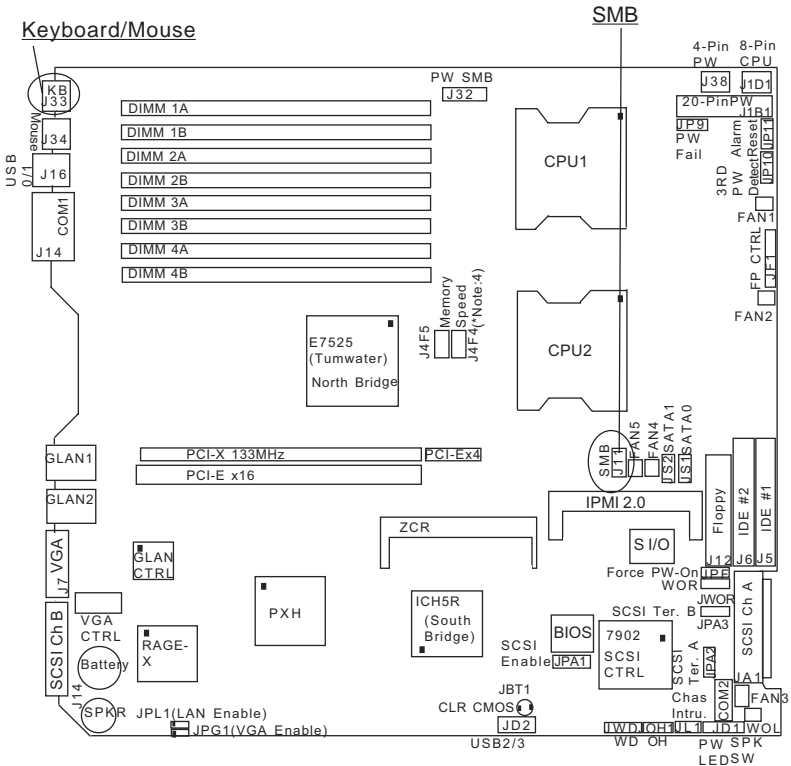 Keyboard/Mouse
SMB
4-Pin PW
8-Pin CPU
J38
J1D1
KB
J33
Mouse
J34
USB 0/1
J16
COM1
J14
PW SMB
J32
20-PinPW
J1B1
JP9
PW Fail
Alarm Reset
JP11
3RD PW Detect
JP10
FAN1
FP CTRL
JF1
FAN2
DIMM 1A
DIMM 1B
DIMM 2A
DIMM 2B
DIMM 3A
DIMM 3B
DIMM 4A
DIMM 4B
CPU1
CPU2
E7525
(Tumwater)
North Bridge
J4F5
Memory
Speed
(*Note:4)
J4F4
GLAN1
GLAN2
PCI-X 133MHz
PCI-Ex4
PCI-E x16
SMB
J11
FAN5
FAN4
JS2
SATA1
JS1
SATA0
IPMI 2.0
ZCR
S I/O
Floppy
J12
IDE #2
J6
IDE #1
J5
J7
VGA
GLAN
CTRL
Force PW-On
JPF
WOR
JWOR
SCSI Ter. B
JPA3
VGA
CTRL
SCSI Ch B
J14
Battery
SPKR
RAGE-
X
PXH
ICH5R
(South
Bridge)
BIOS
SCSI
Enable
JPA1
7902
SCSI
CTRL
SCSI Ter. A
JPA2
SCSI Ch A
JA1
Chas
Intru.
COM2
FAN3
JBT1
CLR CMOS
JD2
USB2/3
JPL1(LAN Enable)
JPG1(VGA Enable)
JWD
WD
JOH1
OH
JL1
JD1
WOL
PW
LED
SPK
SW